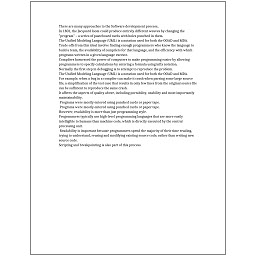 There are many approaches to the Software development process.
In 1801, the Jacquard loom could produce entirely different weaves by changing the
"program" - a series of pasteboard cards with holes punched in them.
The Unified Modeling Language (UML) is a notation used for both the OOAD and MDA.
Trade-offs from this ideal involve finding enough programmers who know the language to
build a team, the availability of compilers for that language, and the efficiency with which
programs written in a given language execute.
Compilers harnessed the power of computers to make programming easier by allowing
programmers to specify calculations by entering a formula using infix notation.
Normally the first step in debugging is to attempt to reproduce the problem.
The Unified Modeling Language (UML) is a notation used for both the OOAD and MDA.
For example, when a bug in a compiler can make it crash when parsing some large source
file, a simplification of the test case that results in only few lines from the original source file
can be sufficient to reproduce the same crash.
It affects the aspects of quality above, including portability, usability and most importantly
maintainability.
Programs were mostly entered using punched cards or paper tape.
Programs were mostly entered using punched cards or paper tape.
However, readability is more than just programming style.
Programmers typically use high-level programming languages that are more easily
intelligible to humans than machine code, which is directly executed by the central
processing unit.
Readability is important because programmers spend the majority of their time reading,
trying to understand, reusing and modifying existing source code, rather than writing new
source code.
Scripting and breakpointing is also part of this process.